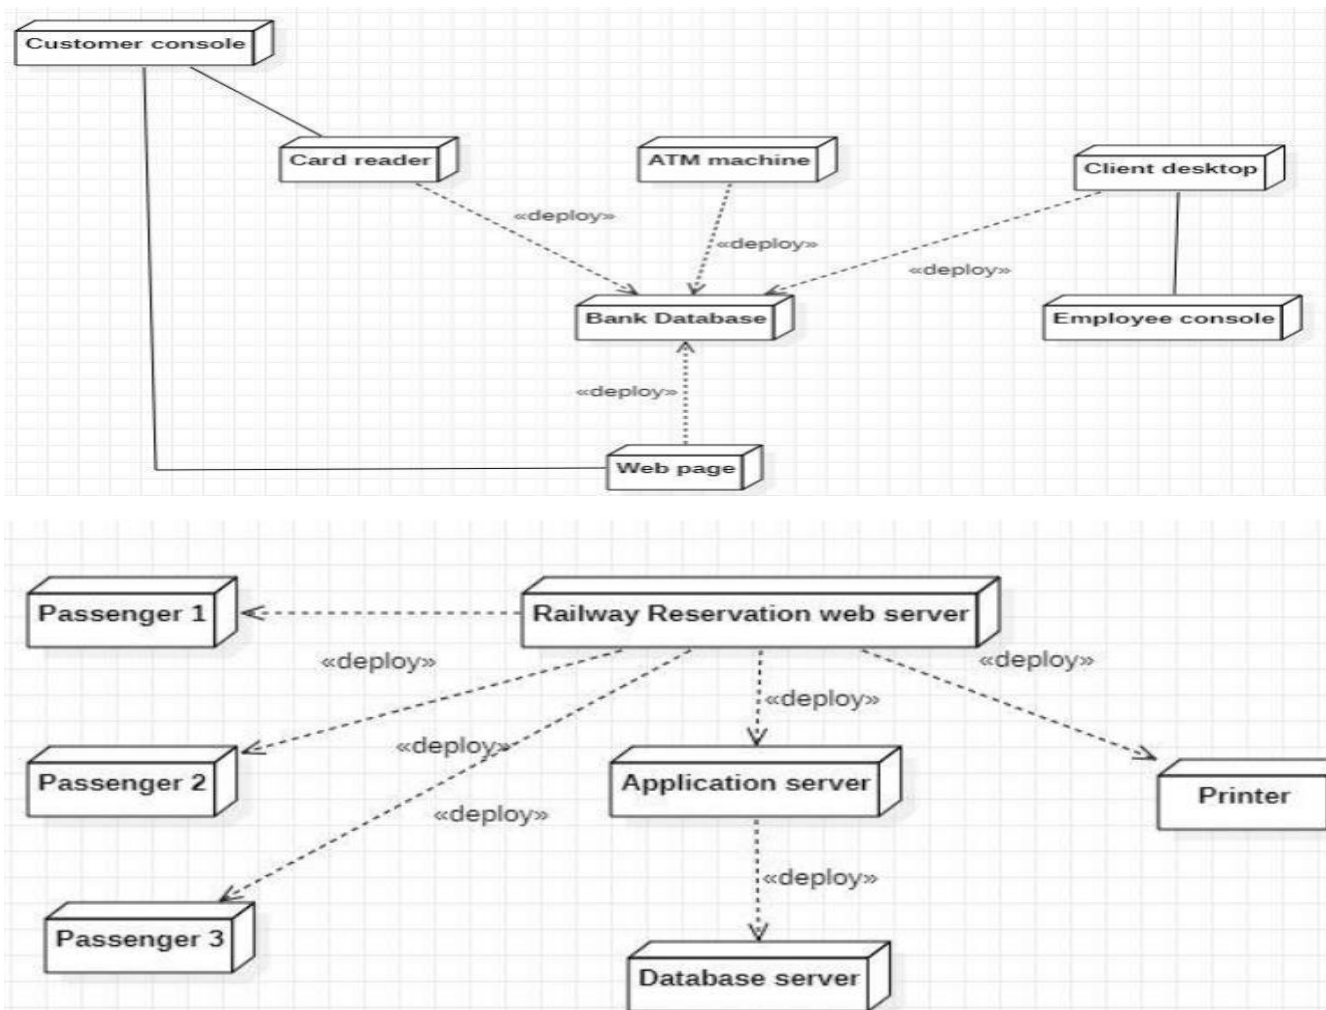 Customer console
Card reader
ATM machine
Client desktop
«deploy»
«deploy»
«deploy»
Bank Database
Employee console
«deploy»
Web page
Passenger 1
Railway Reservation web server
«deploy»
«deploy»
«deploy»
«deploy»
Passenger 2
Application server
Printer
«deploy»
«deploy»
Passenger 3
Database server